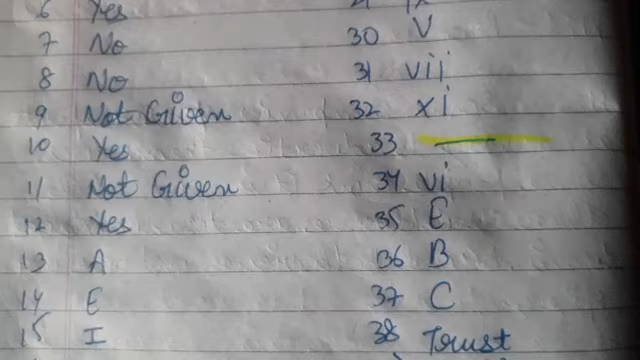 6 Yes
7 No
8 No
9 Not Given
10 Yes
11 Not Given
12 Yes
13 A
14 E
15 I
30 V
31 vii
32 xi
33
34 vi
35 E
36 B
37 C
38 Trust